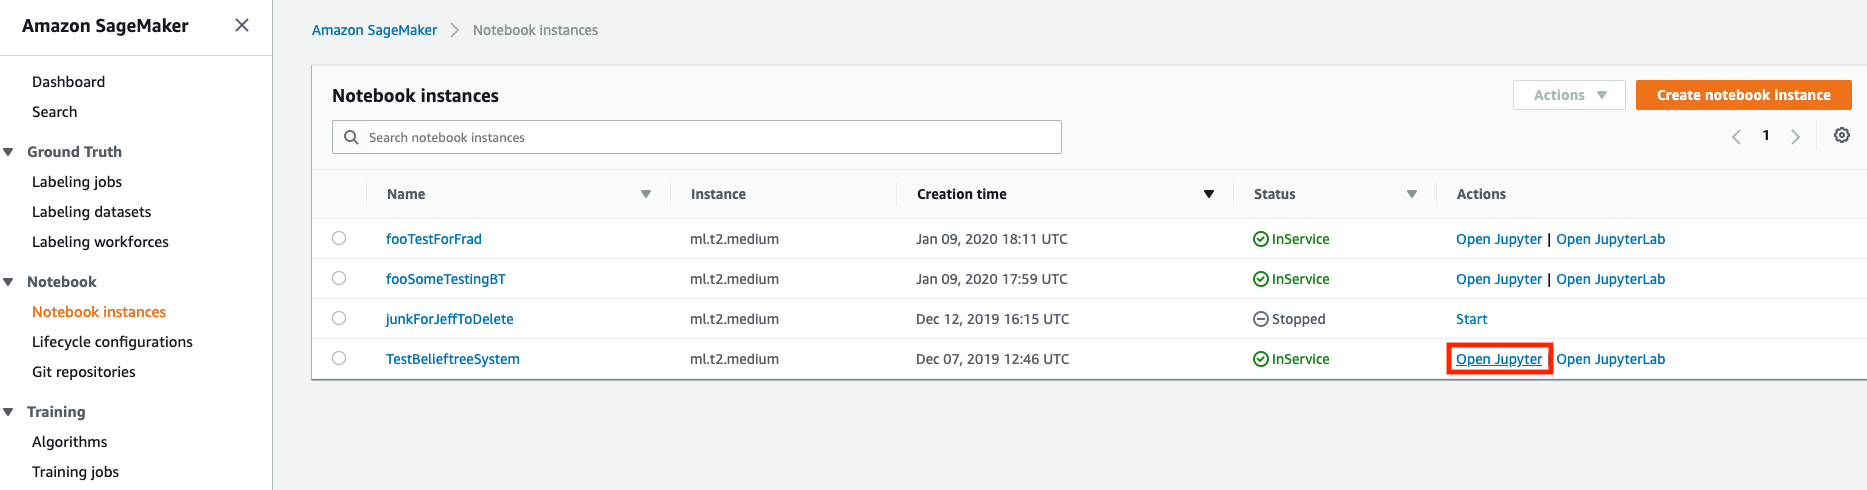 Amazon SageMaker
Dashboard
Search
Ground Truth
Labeling jobs
Labeling datasets
Labeling workforces
Notebook
Notebook instances
Lifecycle configurations
Git repositories
Training
Algorithms
Training jobs
Amazon SageMaker > Notebook instances
Notebook instances
Actions
Create notebook instance
Search notebook instances
1
Name Instance Creation time Status Actions
fooTestForFrad ml.t2.medium Jan 09, 2020 18:11 UTC InService Open Jupyter | Open JupyterLab
fooSomeTestingBT ml.t2.medium Jan 09, 2020 17:59 UTC InService Open Jupyter | Open JupyterLab
junkForJeffToDelete ml.t2.medium Dec 12, 2019 16:15 UTC Stopped Start
TestBelieftreeSystem ml.t2.medium Dec 07, 2019 12:46 UTC InService Open Jupyter | Open JupyterLab